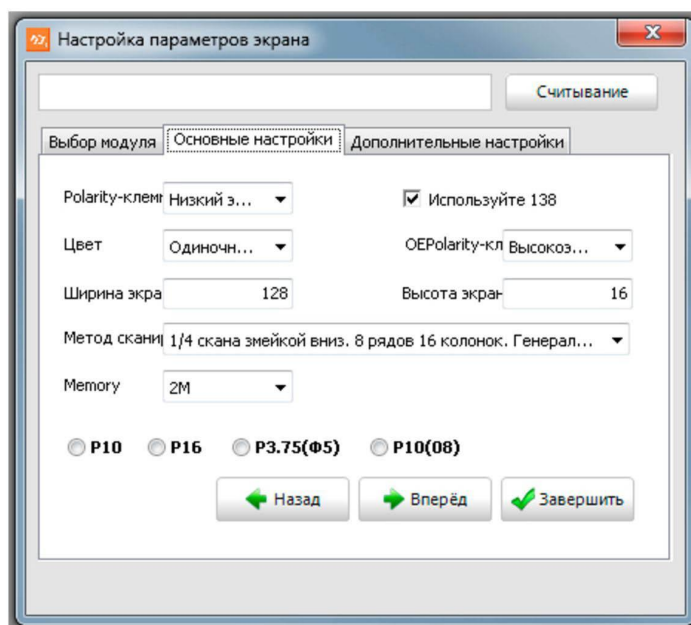 Настройка параметров экрана
Считывание
Выбор модуля Основные настройки Дополнительные настройки
Polarity-клем Низкий э... Используйте 138
Цвет Одиночн... OEPolarity-кл Высокоэ...
Ширина экра 128 Высота экран 16
Метод скани 1/4 скана змейкой вниз. 8 рядов 16 колонок. Генерал...
Memory 2M
P10 P16 P3.75(Φ5) P10(08)
Назад Вперёд Завершить